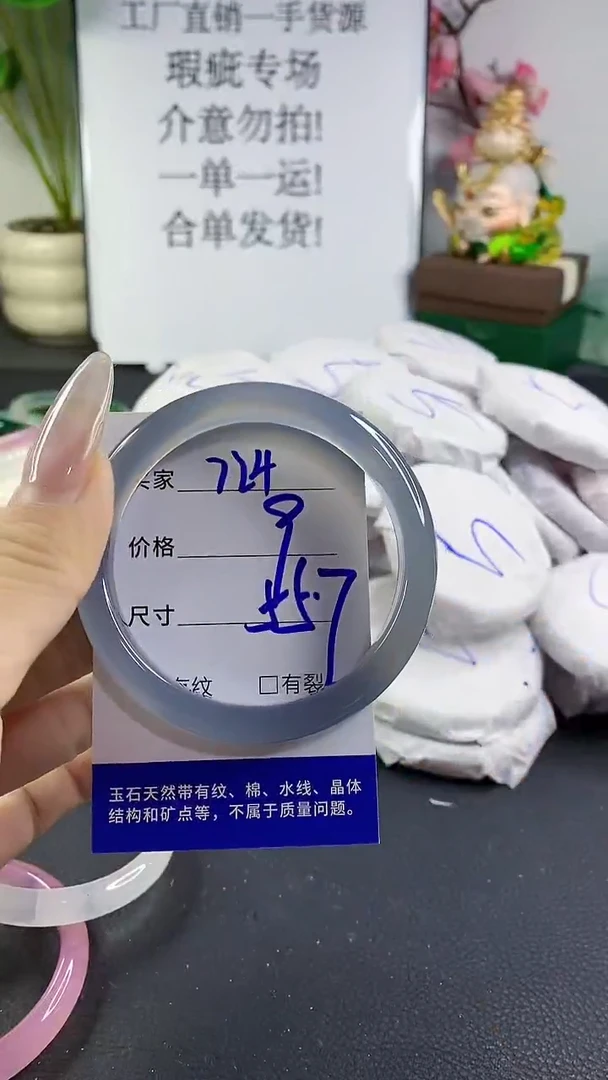 工厂直销一手货源
瑕疵专场
介意勿拍!
一单一运!
合单发货!
家 724
价格
尺寸
纹 □有裂
玉石天然带有纹、棉、水线、晶体
结构和矿点等，不属于质量问题。